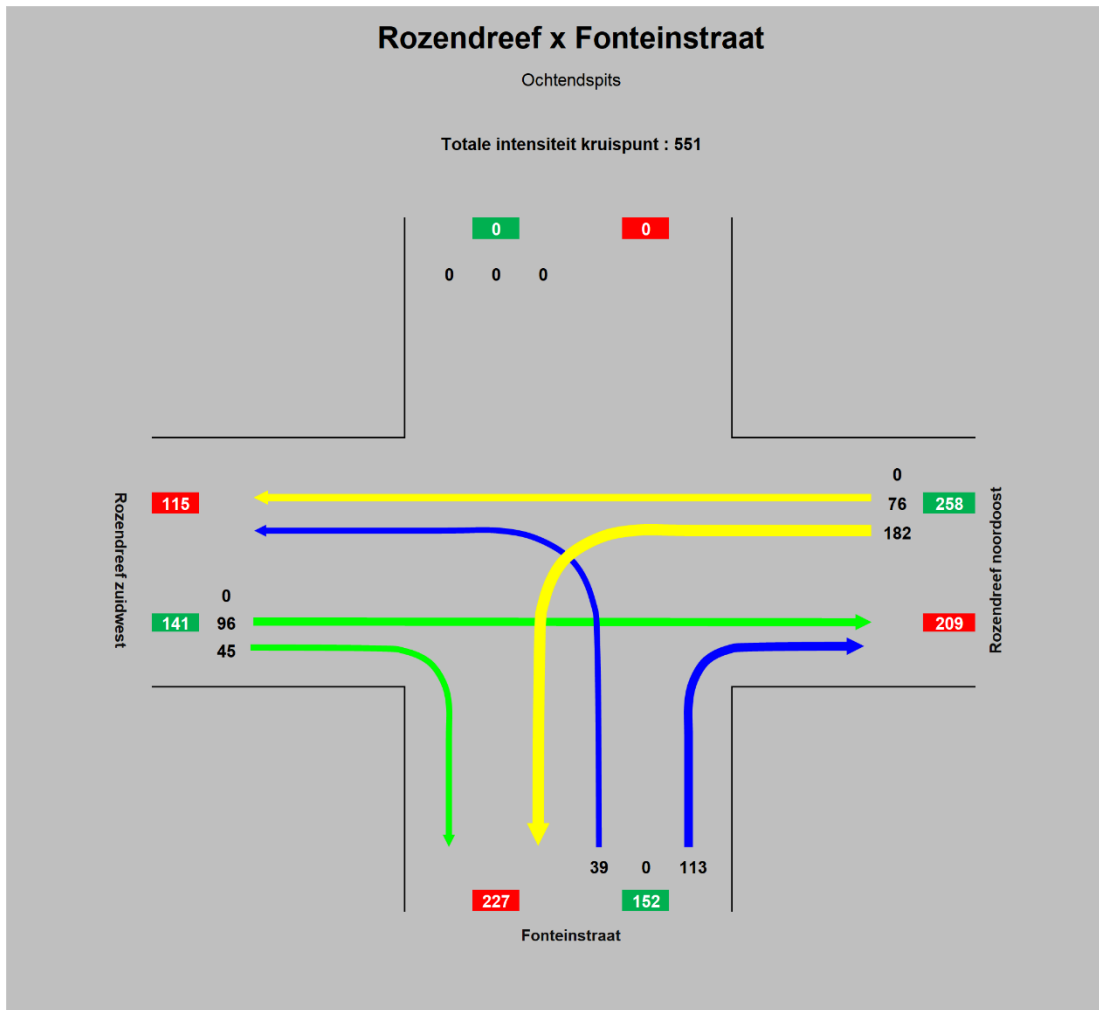 Rozendreef x Fonteinstraat
Ochtendspits
Totale intensiteit kruispunt : 551
0 0
0 0 0
Rozendreef zuidwest
115
141
0
96
45
0
76
182
258
209
Rozendreef noordoost
39 0 113
227 152
Fonteinstraat